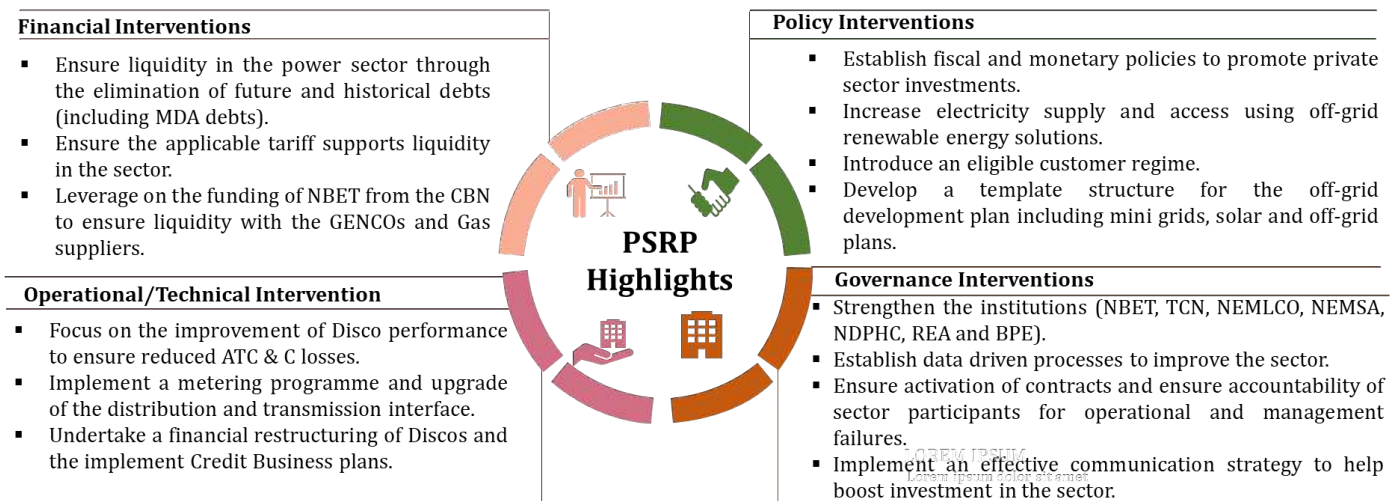 Financial Interventions
▪ Ensure liquidity in the power sector through
the elimination of future and historical debts
(including MDA debts).
▪ Ensure the applicable tariff supports liquidity
in the sector.
▪ Leverage on the funding of NBET from the CBN
to ensure liquidity with the GENCOs and Gas
suppliers.
Policy Interventions
▪ Establish fiscal and monetary policies to promote private
sector investments.
▪ Increase electricity supply and access using off-grid
renewable energy solutions.
▪ Introduce an eligible customer regime.
▪ Develop a template structure for the off-grid
development plan including mini grids, solar and off-grid
plans.
PSRP
Highlights
Operational/Technical Intervention
▪ Focus on the improvement of Disco performance
to ensure reduced ATC & C losses.
▪ Implement a metering programme and upgrade
of the distribution and transmission interface.
▪ Undertake a financial restructuring of Discos and
the implement Credit Business plans.
Governance Interventions
▪ Strengthen the institutions (NBET, TCN, NEMLCO, NEMSA,
NDPHC, REA and BPE).
▪ Establish data driven processes to improve the sector.
▪ Ensure activation of contracts and ensure accountability of
sector participants for operational and management
failures.
LOREM IPSUM
▪ Implement an effective communication strategy to help
Lorem ipsum dolor sit amet
boost investment in the sector.